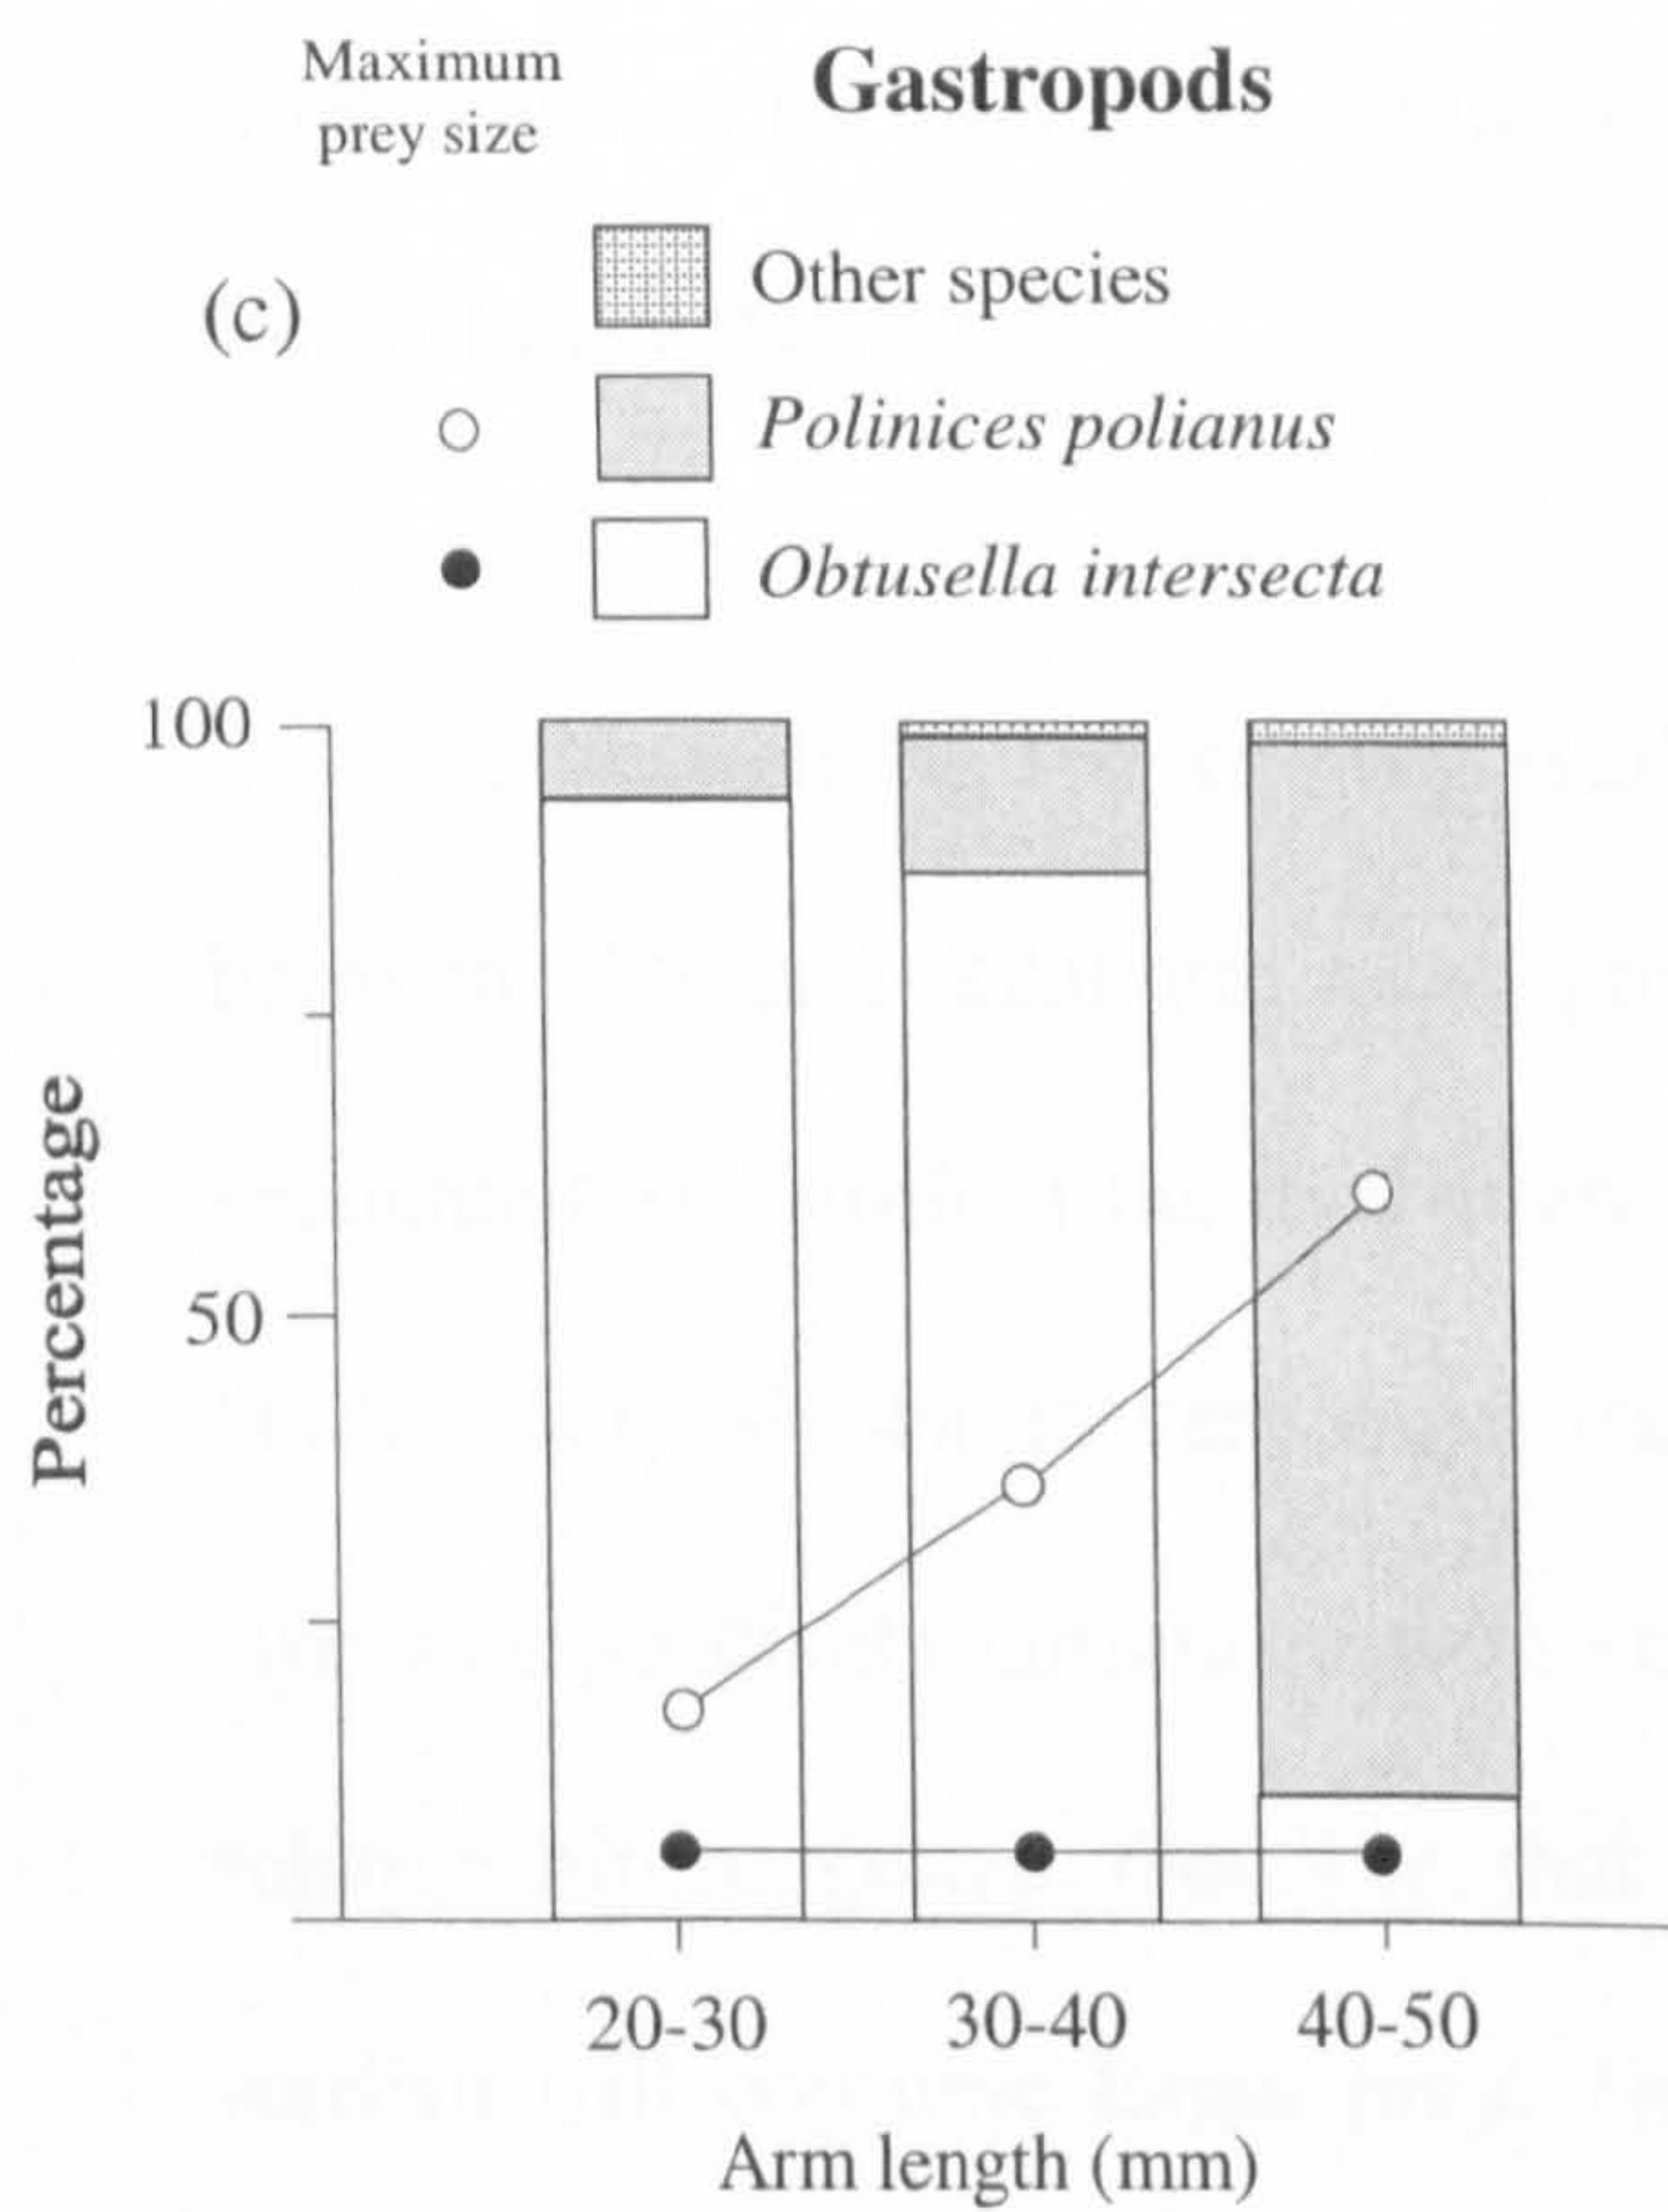 Maximum
prey size
Gastropods
(c)
Other species
Polinices polianus
Obtusella intersecta
100
50
Percentage
20-30 30-40 40-50
Arm length (mm)